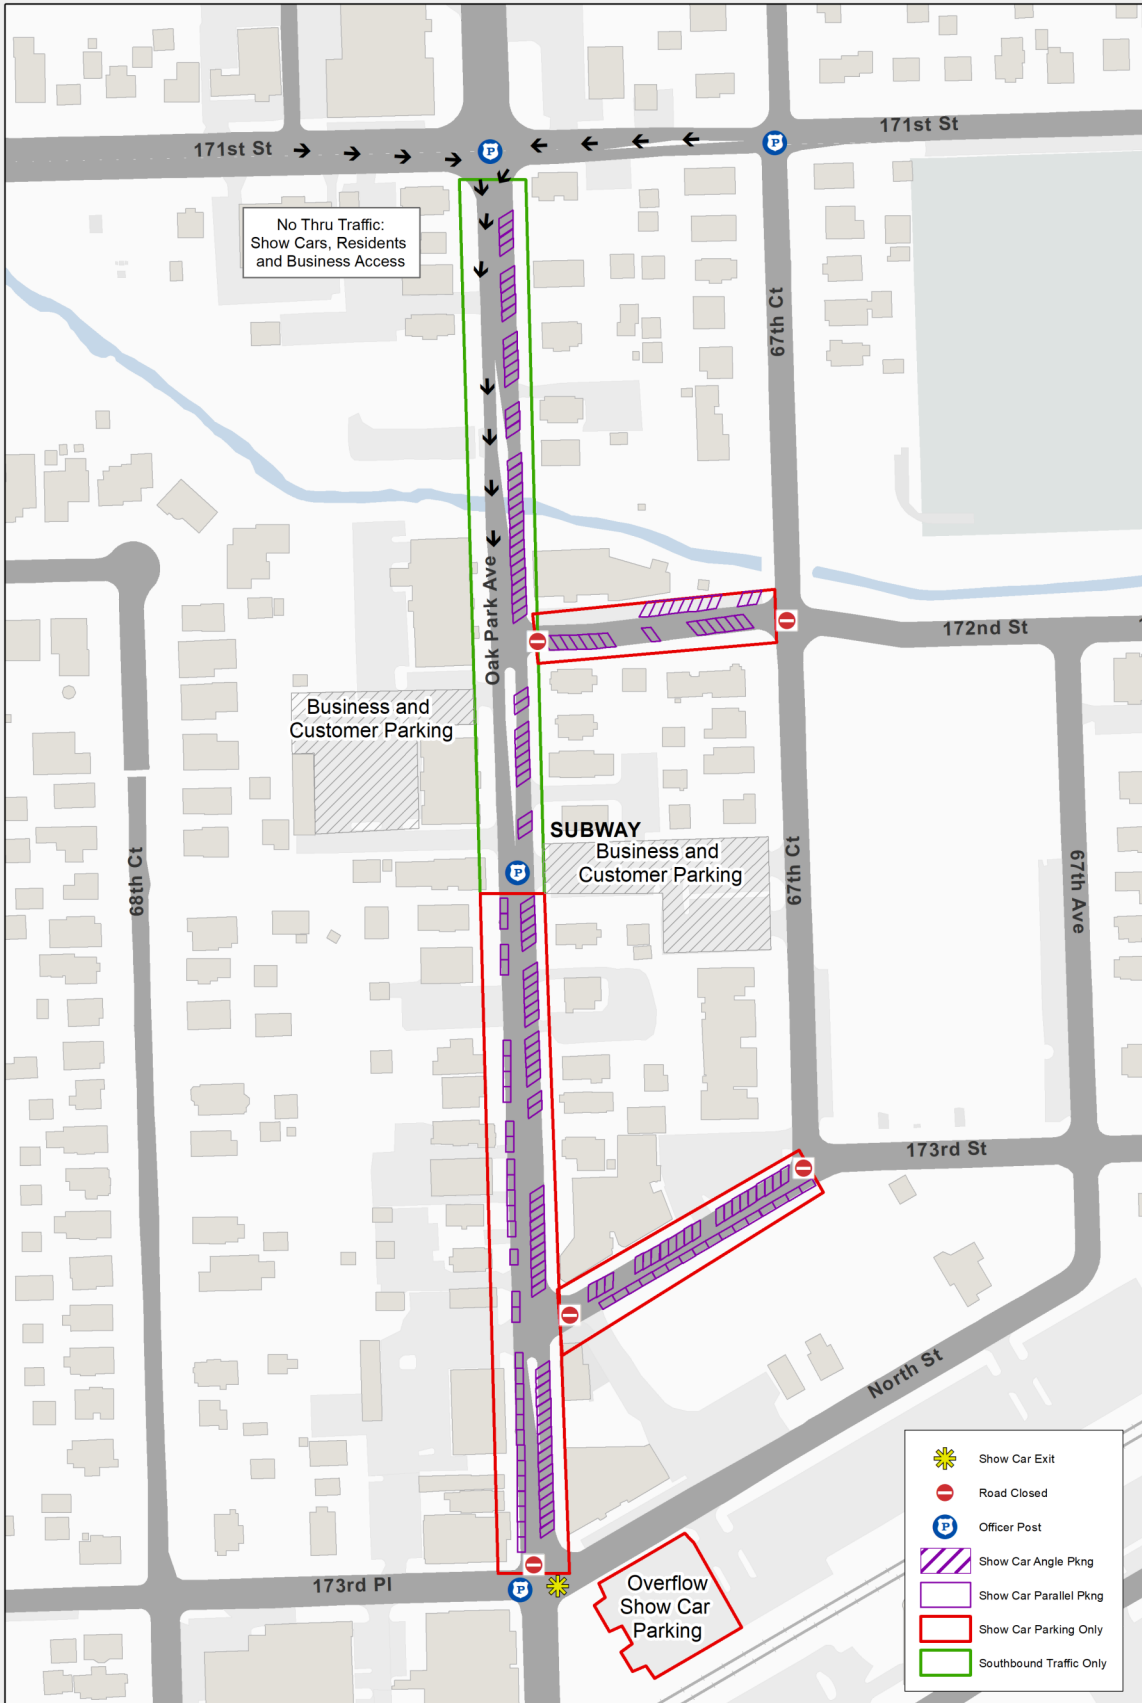 171st St
171st St
No Thru Traffic:
Show Cars, Residents
and Business Access
67th Ct
Oak Park Ave
172nd St
Business and
Customer Parking
SUBWAY
Business and
Customer Parking
68th Ct
67th Ct
67th Ave
173rd St
North St
173rd Pl
Overflow
Show Car
Parking
Show Car Exit
Road Closed
P Officer Post
Show Car Angle Pkng
Show Car Parallel Pkng
Show Car Parking Only
Southbound Traffic Only
P
P
P
P